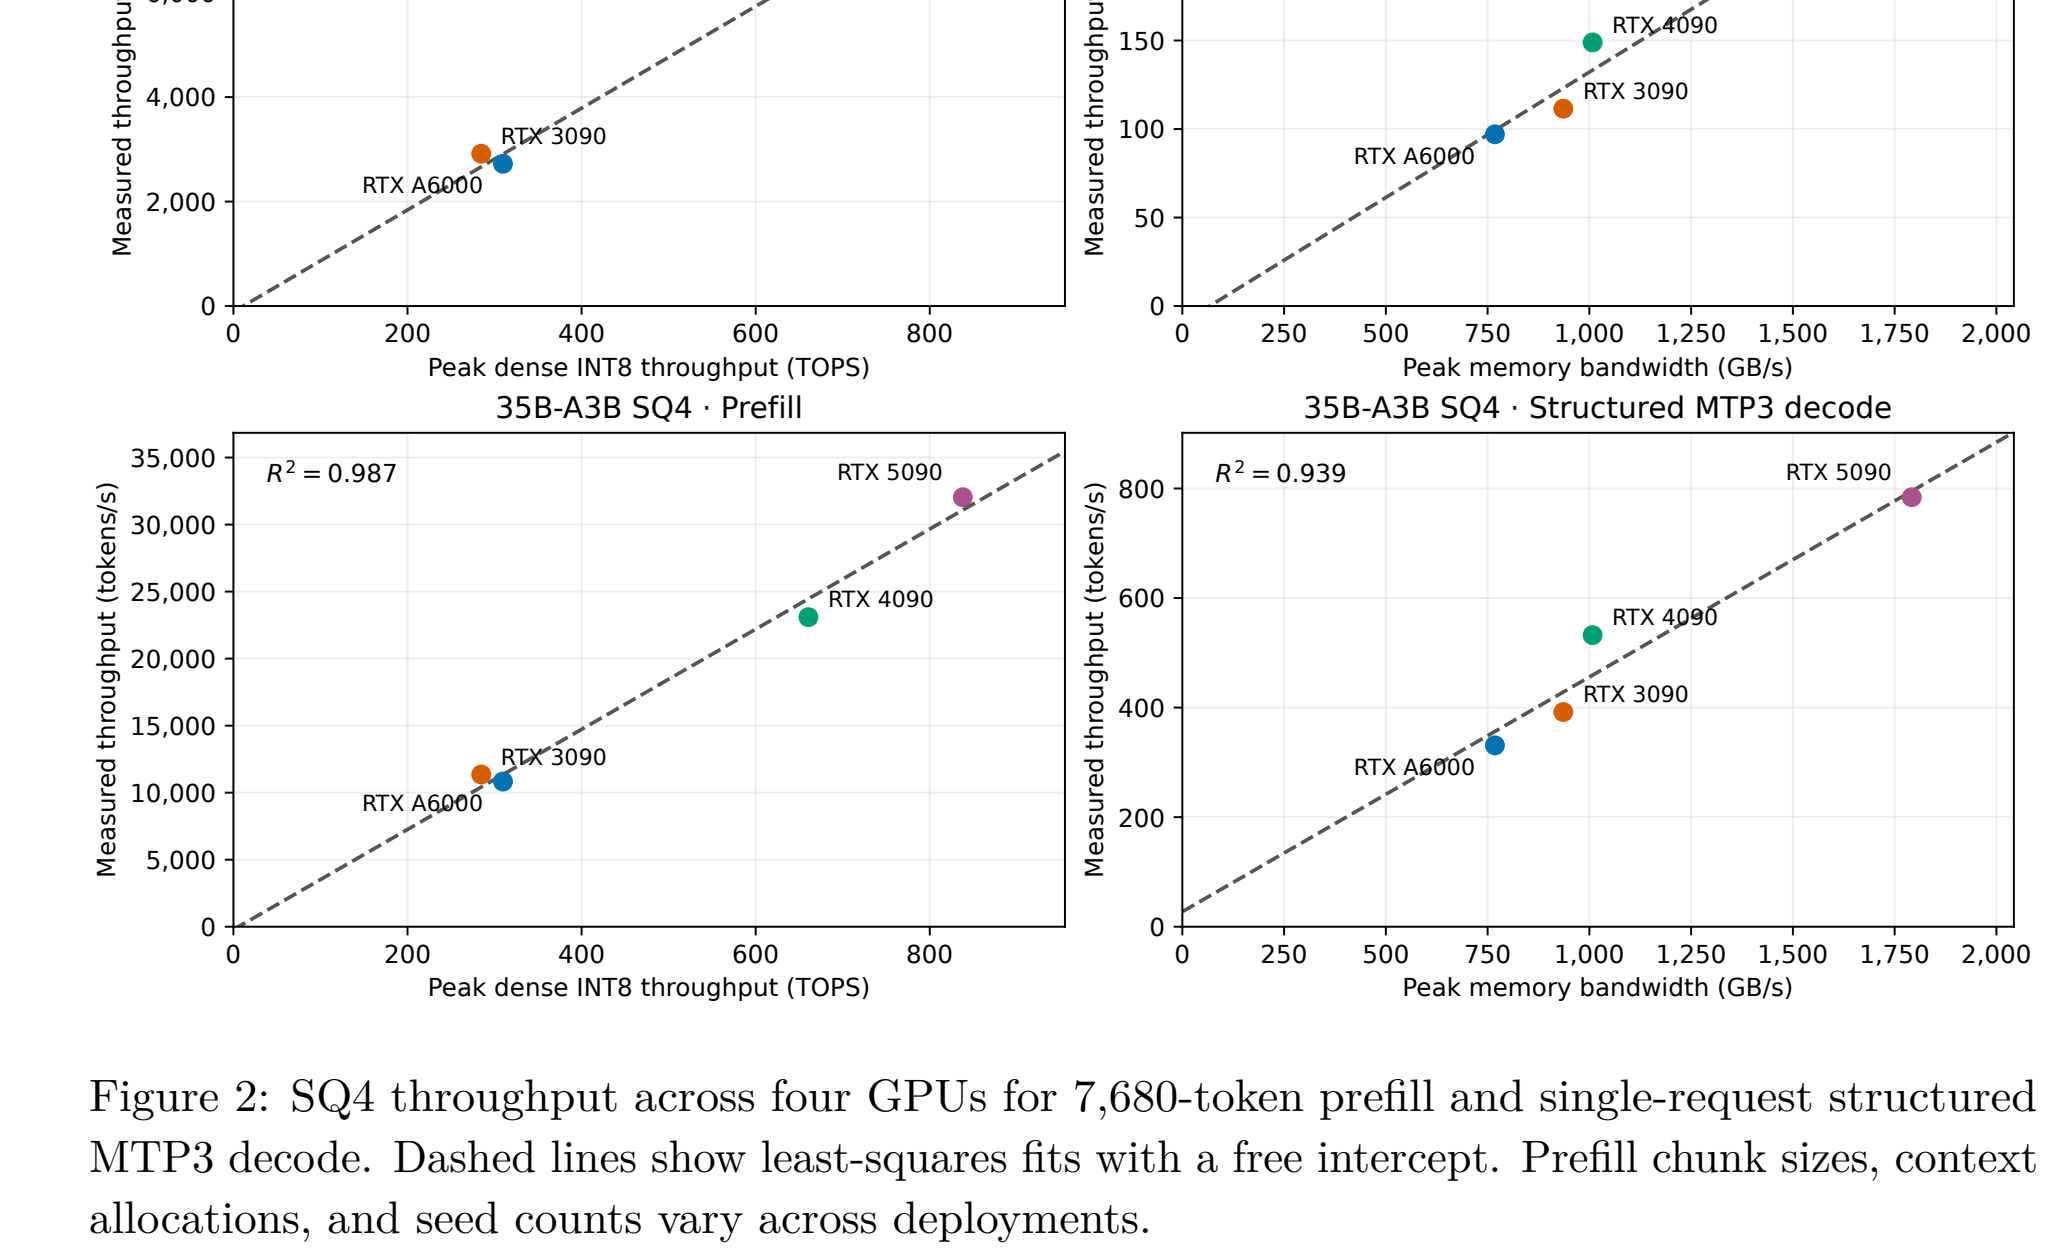 Measured throughpu
4,000
2,000
0
RTX 3090
RTX A6000
0 200 400 600 800
Peak dense INT8 throughput (TOPS)
Measured throughpu
150
100
50
0
RTX 4090
RTX 3090
RTX A6000
0 250 500 750 1,000 1,250 1,500 1,750 2,000
Peak memory bandwidth (GB/s)
35B-A3B SQ4 · Prefill
Measured throughput (tokens/s)
35,000
30,000
25,000
20,000
15,000
10,000
5,000
0
R² = 0.987
RTX 5090
RTX 4090
RTX 3090
RTX A6000
0 200 400 600 800
Peak dense INT8 throughput (TOPS)
35B-A3B SQ4 · Structured MTP3 decode
Measured throughput (tokens/s)
800
600
400
200
0
R² = 0.939
RTX 5090
RTX 4090
RTX 3090
RTX A6000
0 250 500 750 1,000 1,250 1,500 1,750 2,000
Peak memory bandwidth (GB/s)
Figure 2: SQ4 throughput across four GPUs for 7,680-token prefill and single-request structured
MTP3 decode. Dashed lines show least-squares fits with a free intercept. Prefill chunk sizes, context
allocations, and seed counts vary across deployments.